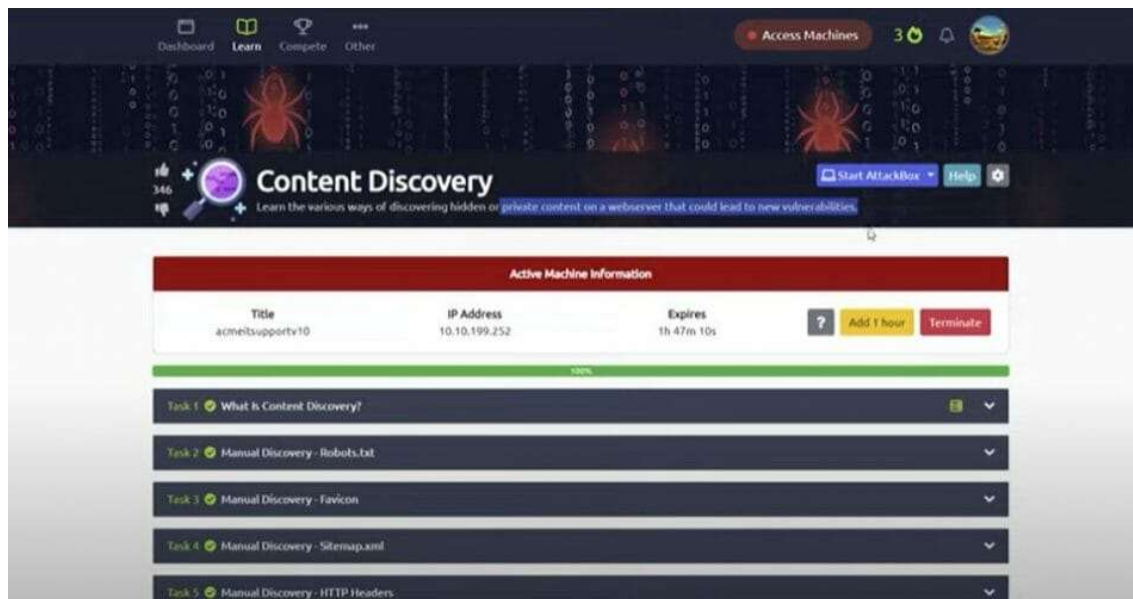 Dashboard Learn Compete Other
Access Machines 3
Content Discovery
346
Start AttackBox Help
Learn the various ways of discovering hidden or private content on a webserver that could lead to new vulnerabilities.
Active Machine Information
Title IP Address Expires
acmeitsupportv10 10.10.199.252 1h 47m 10s
? Add 1 hour Terminate
100%
Task 1 What Is Content Discovery?
Task 2 Manual Discovery - Robots.txt
Task 3 Manual Discovery - Favicon
Task 4 Manual Discovery - Sitemap.xml
Task 5 Manual Discovery - HTTP Headers